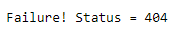 Failure! Status = 404